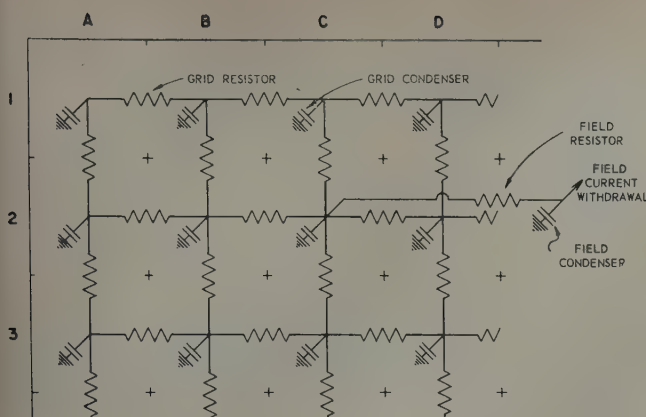 A B C D
GRID RESISTOR
GRID CONDENSER
1
FIELD
RESISTOR
FIELD
CURRENT
WITHDRAWAL
2
FIELD
CONDENSER
3